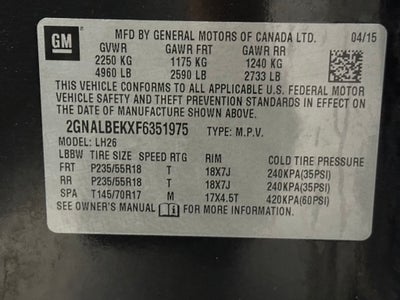 GM
MFD BY GENERAL MOTORS OF CANADA LTD. 04/15
GVWR GAWR FRT GAWR RR
2250 KG 1175 KG 1240 KG
4960 LB 2590 LB 2733 LB
THIS VEHICLE CONFORMS TO ALL APPLICABLE U.S. FEDERAL MOTOR
VEHICLE SAFETY, BUMPER, AND THEFT PREVENTION STANDARDS
IN EFFECT ON THE DATE OF MANUFACTURE SHOWN ABOVE.
2GNALBEKXF6351975 TYPE: M.P.V.
MODEL: LH26
LBBW TIRE SIZE SPEED RTG RIM COLD TIRE PRESSURE
FRT P235/55R18 T 18X7J 240KPA(35PSI)
RR P235/55R18 T 18X7J 240KPA(35PSI)
SPA T145/70R17 M 17X4.5T 420KPA(60PSI)
SEE OWNER'S MANUAL FOR MORE INFORMATION.